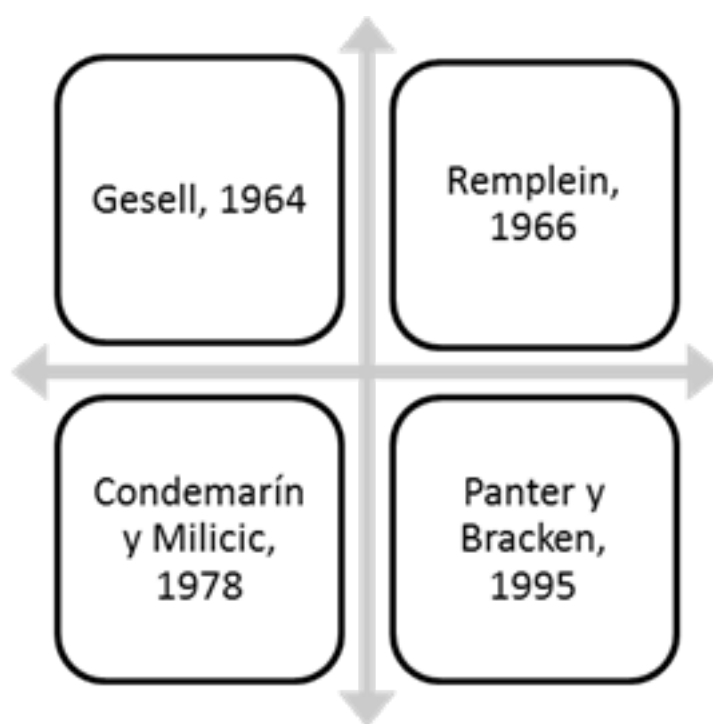 Gesell, 1964
Remplein,
1966
Condemarín
y Milicic,
1978
Panter y
Bracken,
1995